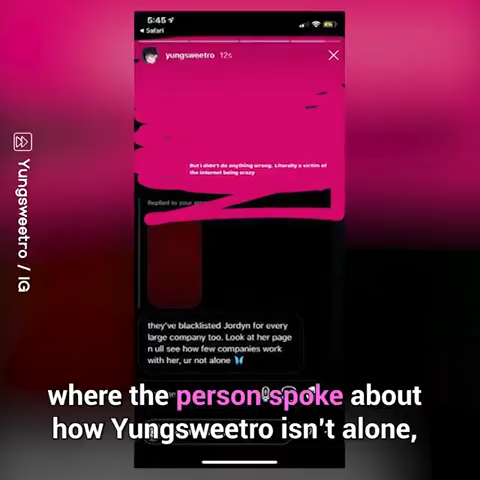 5:45
Safari
yungsweetro 12s
But I didn't do anything wrong. Literally a victim of
the internet being crazy
Replied to your
they've blacklisted Jordyn for every
large company too. Look at her page
n ull see how few companies work
with her, ur not alone 🦋
where the person spoke about
how Yungsweetro isn't alone,
Yungsweetro / IG